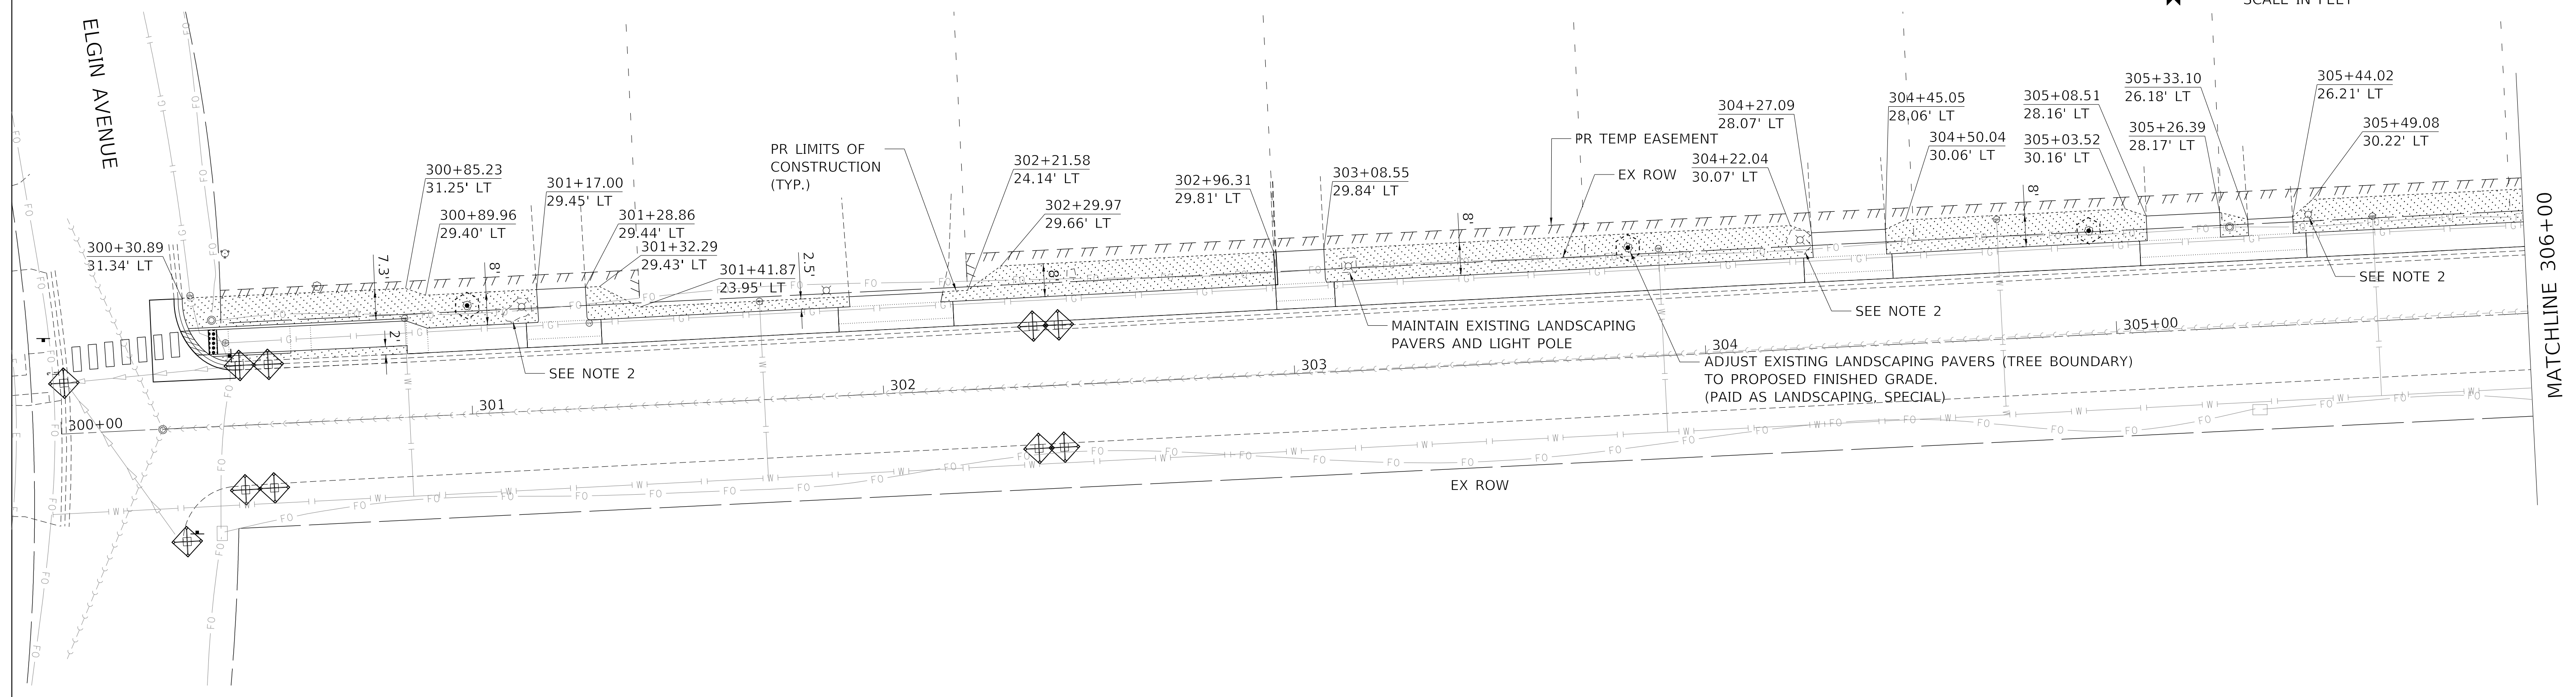 SCALE IN FEET
ELGIN AVENUE
300+30.89
31.34' LT
300+85.23
31.25' LT
300+89.96
29.40' LT
301+17.00
29.45' LT
301+28.86
29.44' LT
301+32.29
29.43' LT
301+41.87
23.95' LT
PR LIMITS OF
CONSTRUCTION
(TYP.)
302+21.58
24.14' LT
302+29.97
29.66' LT
302+96.31
29.81' LT
303+08.55
29.84' LT
PR TEMP EASEMENT
EX ROW
304+27.09
28.07' LT
304+22.04
30.07' LT
304+45.05
28.06' LT
304+50.04
30.06' LT
305+08.51
28.16' LT
305+03.52
30.16' LT
305+33.10
26.18' LT
305+26.39
28.17' LT
305+44.02
26.21' LT
305+49.08
30.22' LT
7.3'
8'
2'
2.5'
8'
8'
8'
SEE NOTE 2
MAINTAIN EXISTING LANDSCAPING
PAVERS AND LIGHT POLE
SEE NOTE 2
SEE NOTE 2
ADJUST EXISTING LANDSCAPING PAVERS (TREE BOUNDARY)
TO PROPOSED FINISHED GRADE.
(PAID AS LANDSCAPING, SPECIAL)
300+00
301
302
303
304
305+00
EX ROW
MATCHLINE 306+00